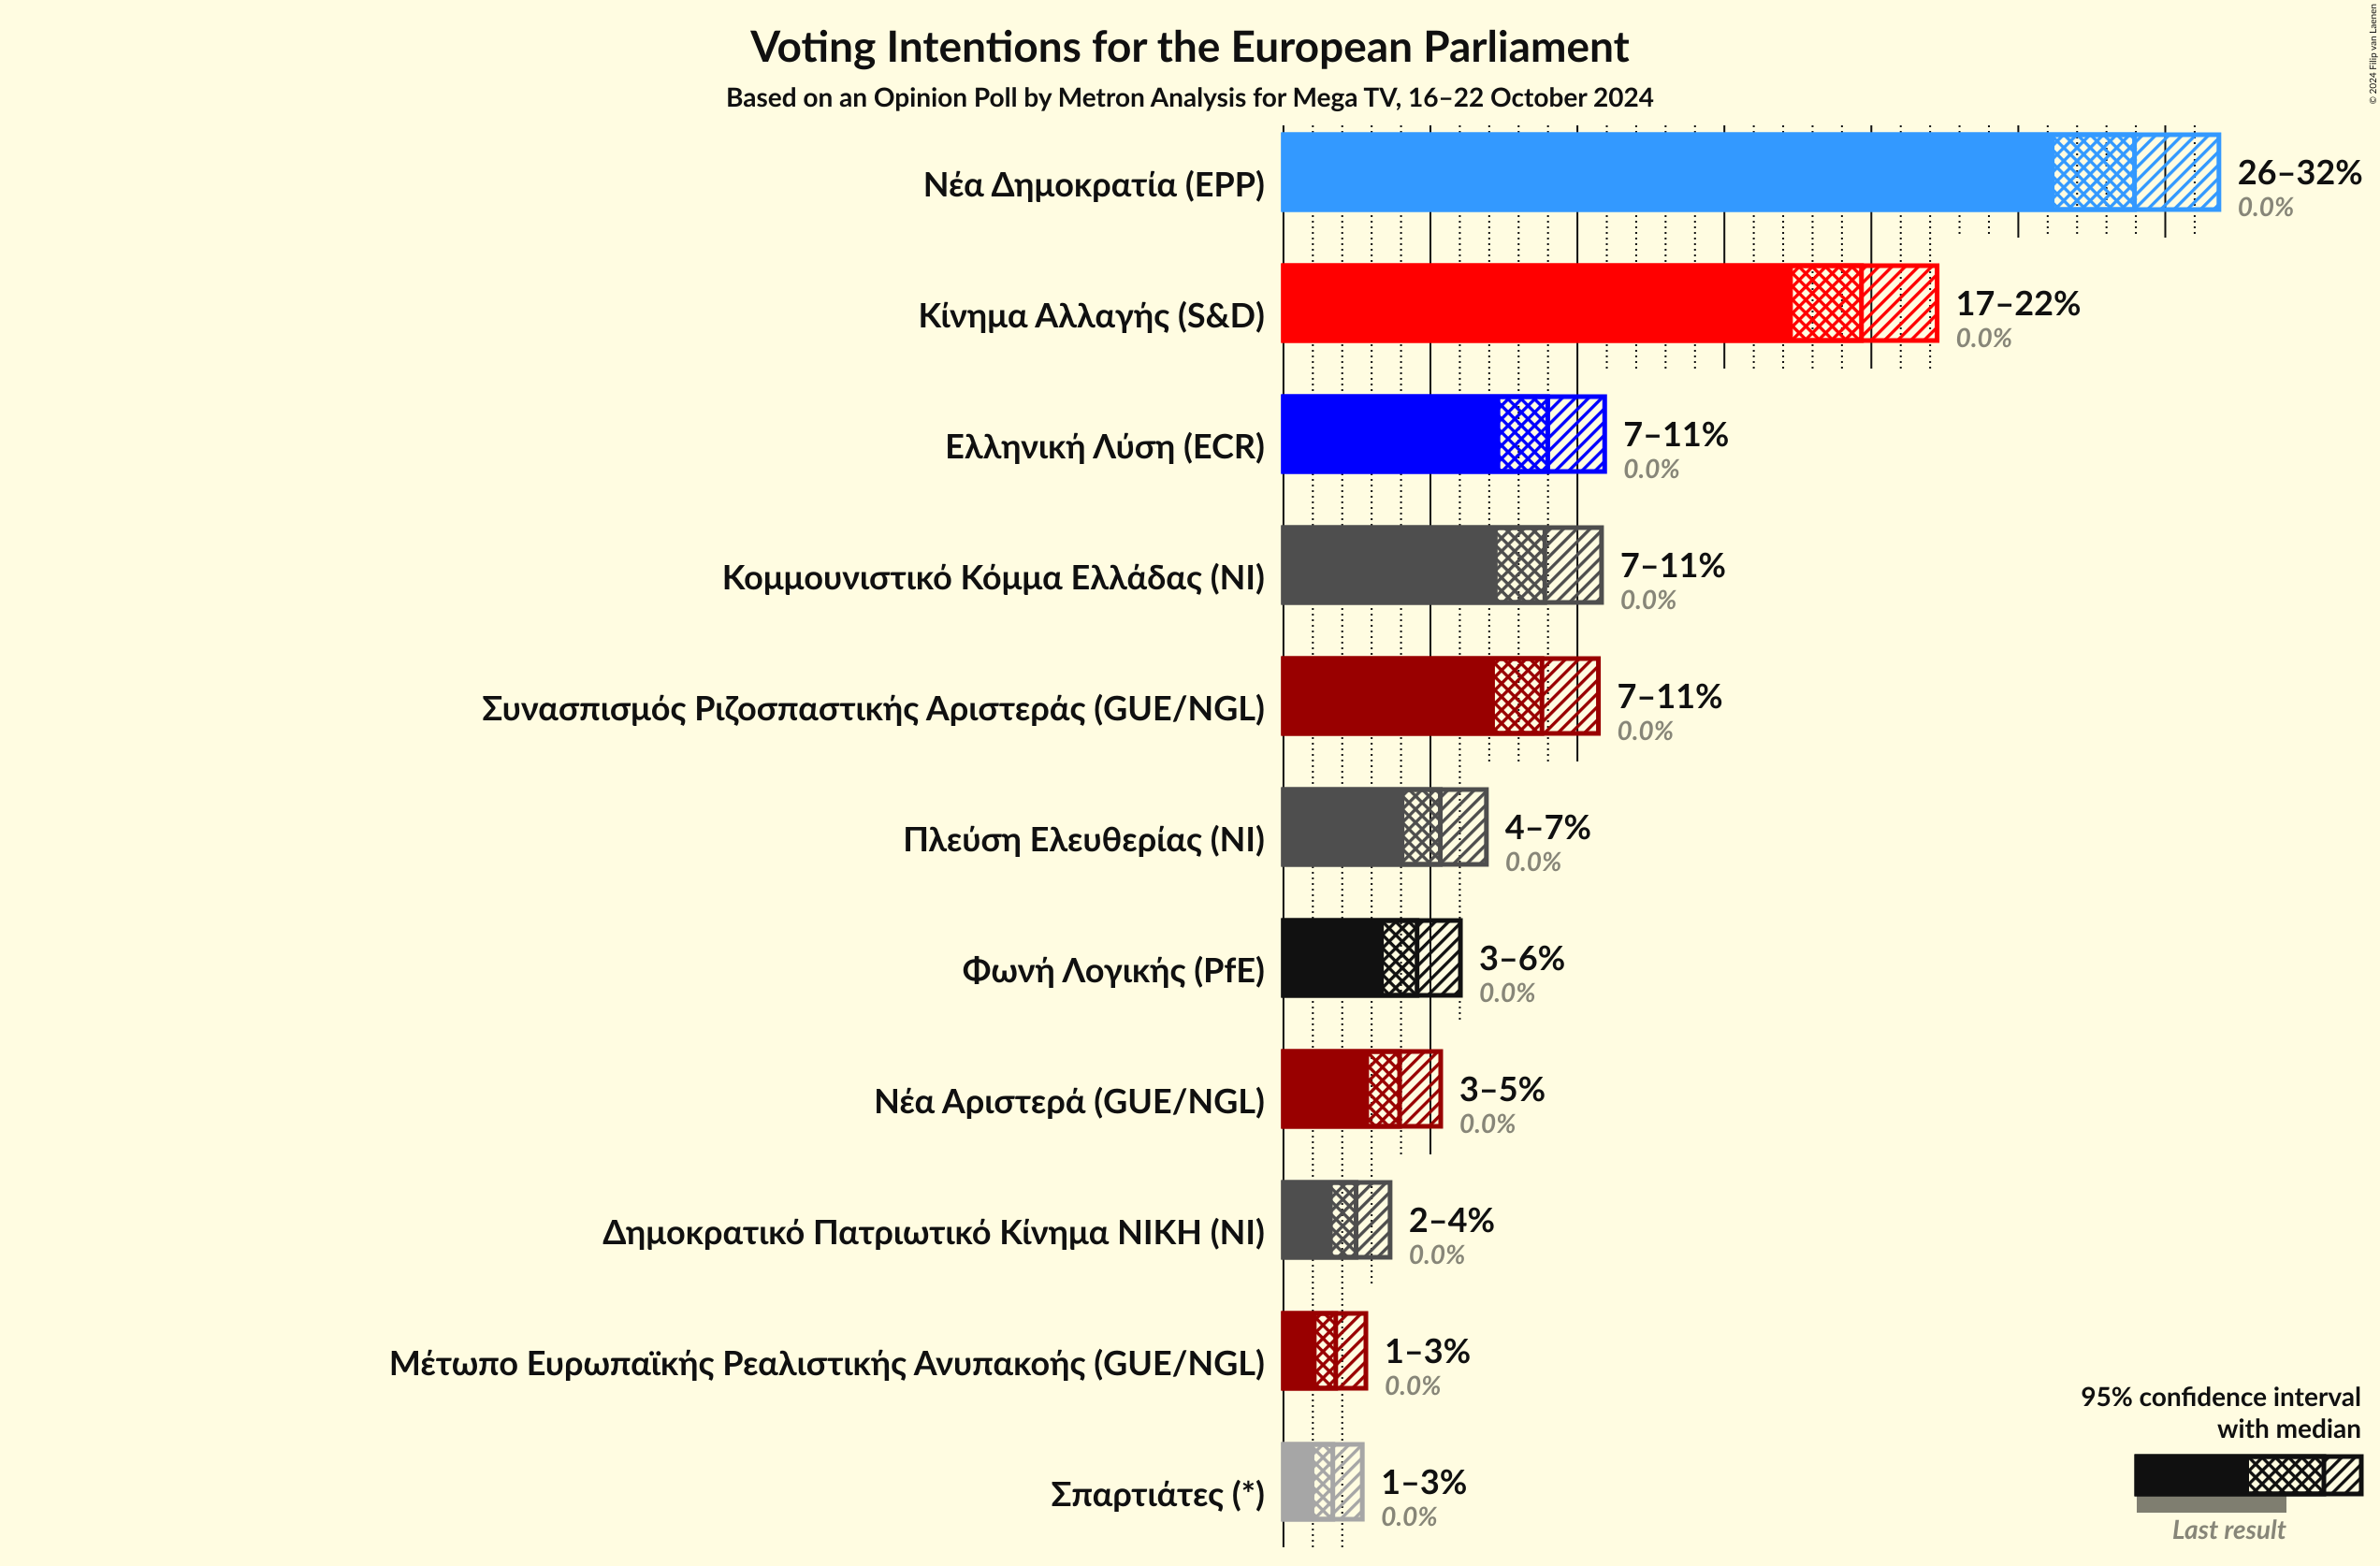 © 2024 Filip van Laenen
Voting Intentions for the European Parliament
Based on an Opinion Poll by Metron Analysis for Mega TV, 16–22 October 2024
Νέα Δημοκρατία (EPP)
26–32%
0.0%
Κίνημα Αλλαγής (S&D)
17–22%
0.0%
Ελληνική Λύση (ECR)
7–11%
0.0%
Κομμουνιστικό Κόμμα Ελλάδας (NI)
7–11%
0.0%
Συνασπισμός Ριζοσπαστικής Αριστεράς (GUE/NGL)
7–11%
0.0%
Πλεύση Ελευθερίας (NI)
4–7%
0.0%
Φωνή Λογικής (PfE)
3–6%
0.0%
Νέα Αριστερά (GUE/NGL)
3–5%
0.0%
Δημοκρατικό Πατριωτικό Κίνημα ΝΙΚΗ (NI)
2–4%
0.0%
Μέτωπο Ευρωπαϊκής Ρεαλιστικής Ανυπακοής (GUE/NGL)
1–3%
0.0%
Σπαρτιάτες (*)
1–3%
0.0%
95% confidence interval
with median
Last result